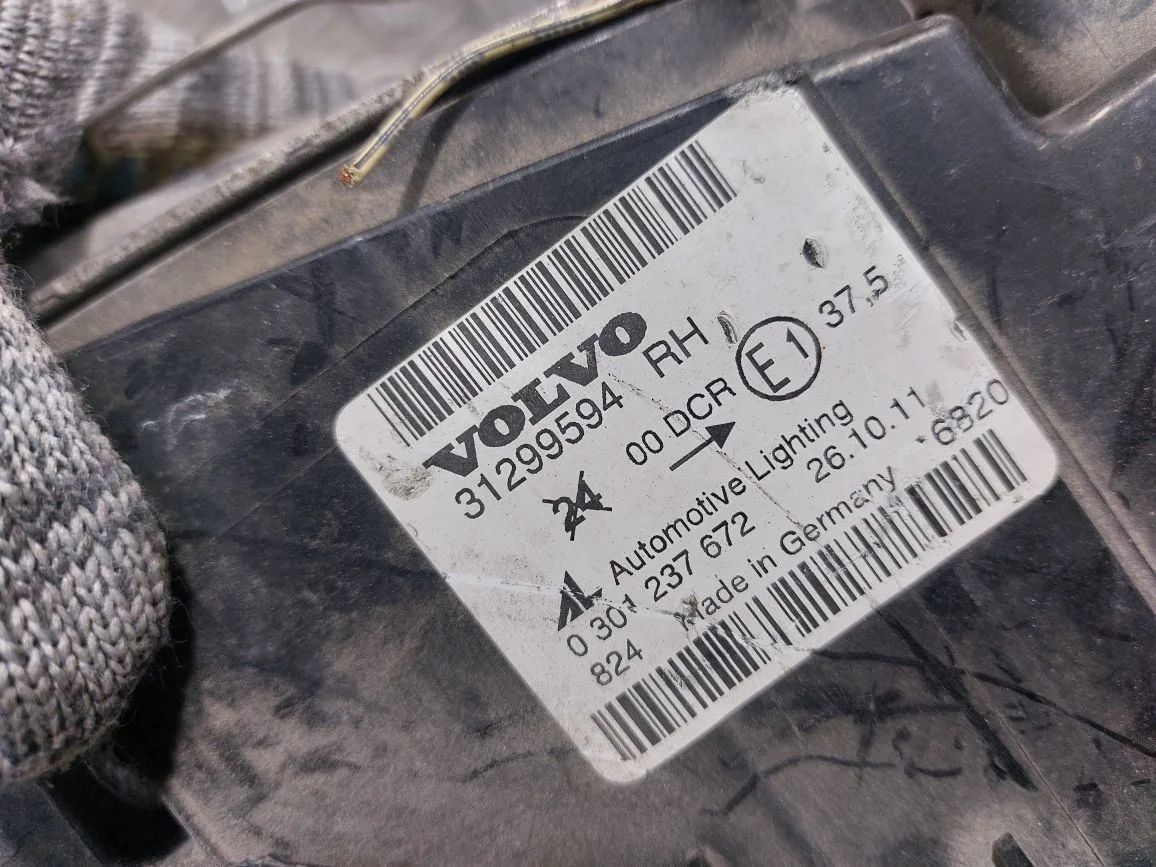 VOLVO
31299594 RH
24 00 DCR E1 37,5
Automotive Lighting
0 301 237 672 26.10.11
824 Made in Germany *6820